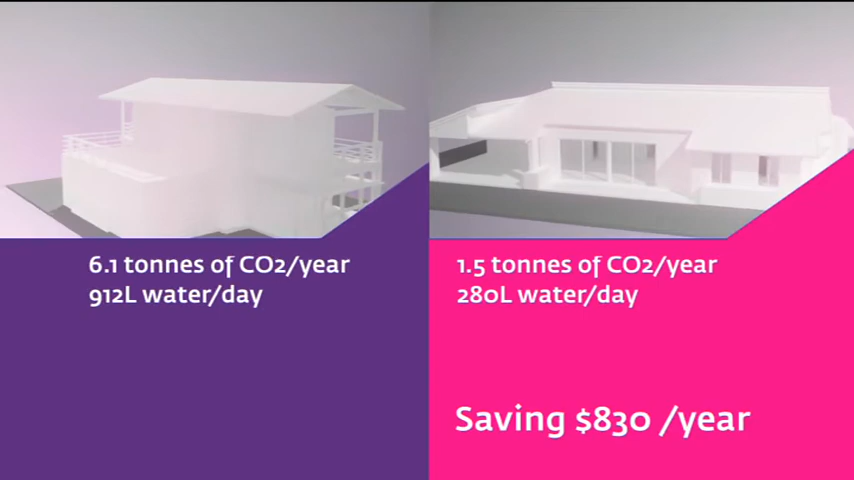 6.1 tonnes of CO2/year
912L water/day
1.5 tonnes of CO2/year
280L water/day
Saving $830 /year